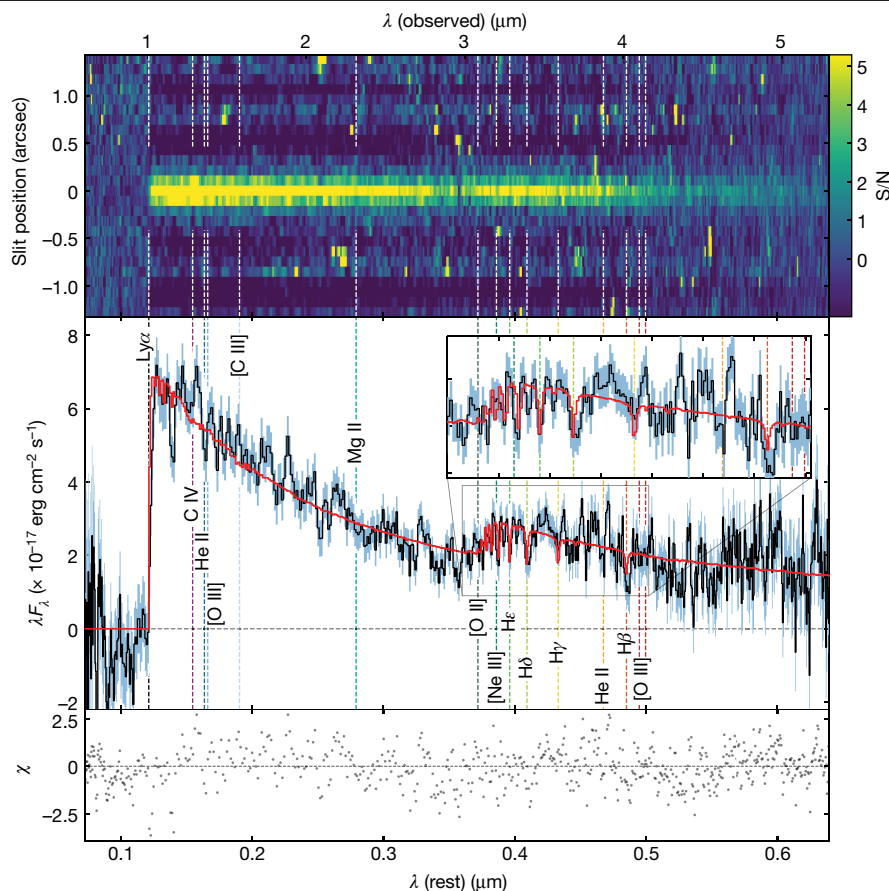 λ (observed) (μm)
1 2 3 4 5
1.0
0.5
0
−0.5
−1.0
Slit position (arcsec)
5
4
3
2
1
0
S/N
8
6
4
2
0
−2
λFλ (× 10−17 erg cm−2 s−1)
Lyα
C IV
He II
[O III]
[C III]
Mg II
[O II]
[Ne III]
Hε
Hδ
Hγ
He II
Hβ
[O III]
2.5
0
−2.5
χ
0.1 0.2 0.3 0.4 0.5 0.6
λ (rest) (μm)